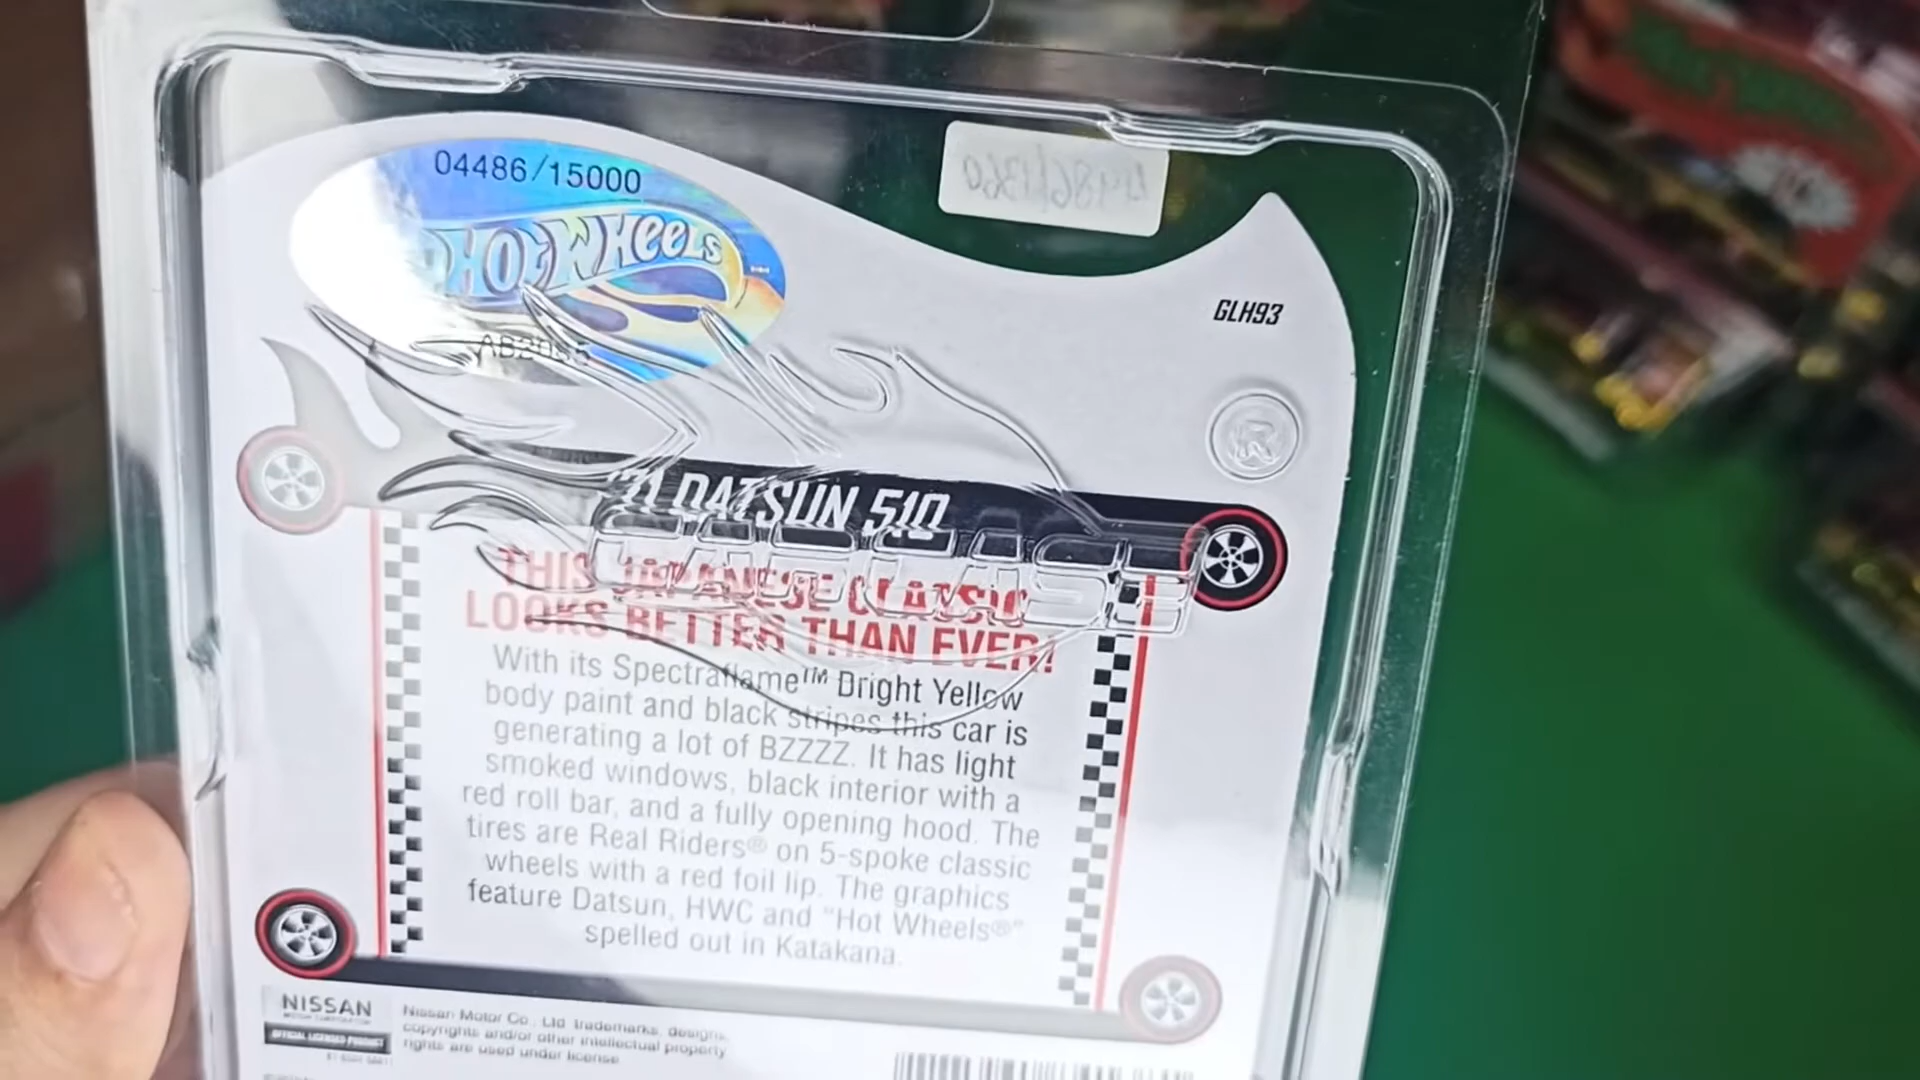 04486/15000
HOT WHEELS
GLH93
'71 DATSUN 510
CARCASE
THIS JAPANESE CLASSIC
LOOKS BETTER THAN EVER!
With its Spectraflame™ Bright Yellow
body paint and black stripes this car is
generating a lot of BZZZZ. It has light
smoked windows, black interior with a
red roll bar, and a fully opening hood. The
tires are Real Riders® on 5-spoke classic
wheels with a red foil lip. The graphics
feature Datsun, HWC and “Hot Wheels®”
spelled out in Katakana.
NISSAN
OFFICIAL LICENSED PRODUCT
Nissan Motor Co., Ltd. trademarks, designs,
copyrights and/or other intellectual property
rights are used under license